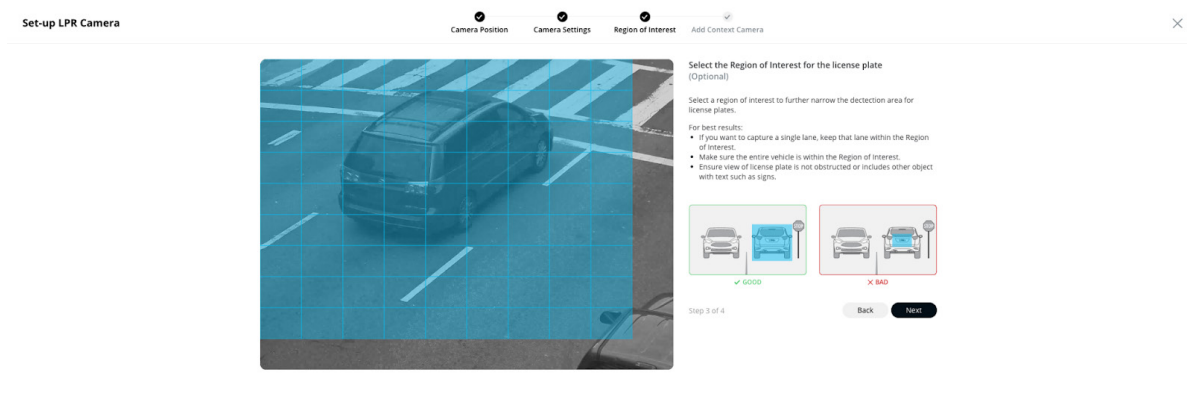 Set-up LPR Camera
Camera Position
Camera Settings
Region of Interest
Add Context Camera
Select the Region of Interest for the license plate
(Optional)
Select a region of interest to further narrow the dectection area for
license plates.
For best results:
• If you want to capture a single lane, keep that lane within the Region
of Interest.
• Make sure the entire vehicle is within the Region of Interest.
• Ensure view of license plate is not obstructed or includes other object
with text such as signs.
STOP
STOP
GOOD
BAD
Step 3 of 4
Back
Next